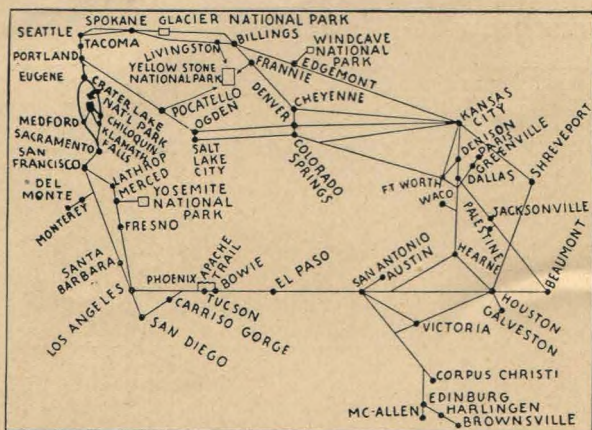 SEATTLE
SPOKANE
GLACIER NATIONAL PARK
TACOMA
PORTLAND
LIVINGSTON
BILLINGS
WINDCAVE
NATIONAL
PARK
YELLOW STONE
NATIONAL PARK
FRANNIE
EDGEMONT
EUGENE
CRATER LAKE
NAT'L PARK
CHILOQUIN
KLAMATH
FALLS
MEDFORD
POCATELLO
OGDEN
DENVER
CHEYENNE
KANSAS
CITY
SACRAMENTO
SAN
FRANCISCO
SALT
LAKE
CITY
COLORADO
SPRINGS
DENISON
PARIS
GREENVILLE
SHREVEPORT
DEL
MONTE
MONTEREY
LATHROP
MERCED
YOSEMITE
NATIONAL
PARK
FRESNO
FT WORTH
DALLAS
WACO
JACKSONVILLE
PALESTINE
SANTA
BARBARA
PHOENIX
APACHE
TRAIL
BOWIE
TUCSON
EL PASO
SAN ANTONIO
AUSTIN
HEARNE
BEAUMONT
LOS ANGELES
CARRISO GORGE
SAN DIEGO
HOUSTON
GALVESTON
VICTORIA
CORPUS CHRISTI
EDINBURG
MC-ALLEN
HARLINGEN
BROWNSVILLE